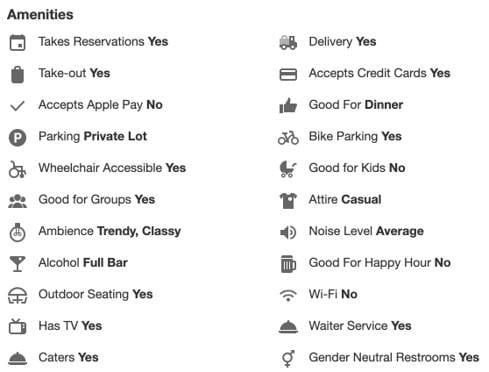 Amenities
Takes Reservations Yes
Delivery Yes
Take-out Yes
Accepts Credit Cards Yes
Accepts Apple Pay No
Good For Dinner
Parking Private Lot
Bike Parking Yes
Wheelchair Accessible Yes
Good for Kids No
Good for Groups Yes
Attire Casual
Ambience Trendy, Classy
Noise Level Average
Alcohol Full Bar
Good For Happy Hour No
Outdoor Seating Yes
Wi-Fi No
Has TV Yes
Waiter Service Yes
Caters Yes
Gender Neutral Restrooms Yes